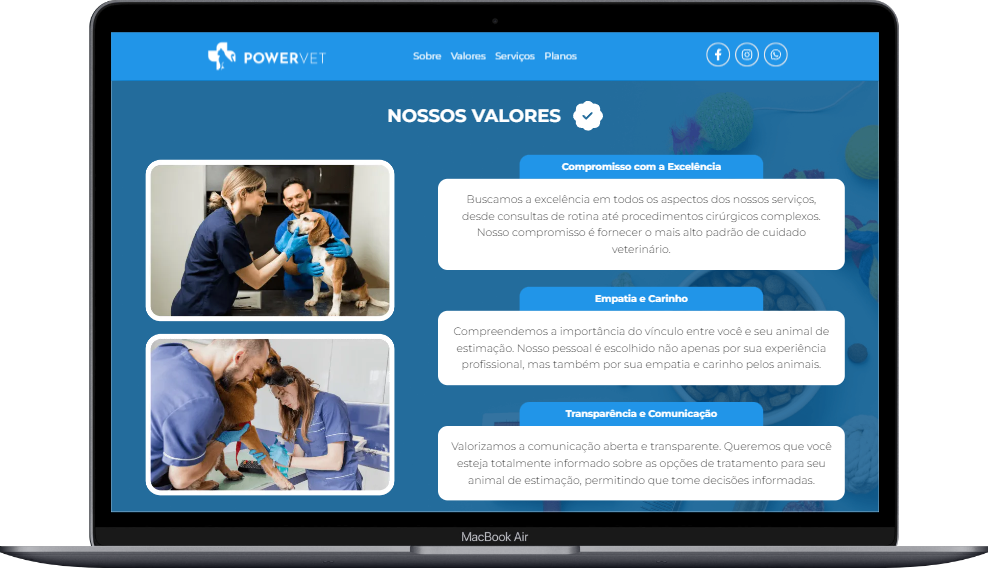 POWERVET
Sobre Valores Serviços Planos
NOSSOS VALORES
Compromisso com a Excelência
Buscamos a excelência em todos os aspectos dos nossos serviços,
desde consultas de rotina até procedimentos cirúrgicos complexos.
Nosso compromisso é fornecer o mais alto padrão de cuidado
veterinário.
Empatia e Carinho
Compreendemos a importância do vínculo entre você e seu animal de
estimação. Nosso pessoal é escolhido não apenas por sua experiência
profissional, mas também por sua empatia e carinho pelos animais.
Transparência e Comunicação
Valorizamos a comunicação aberta e transparente. Queremos que você
esteja totalmente informado sobre as opções de tratamento para seu
animal de estimação, permitindo que tome decisões informadas.
MacBook Air